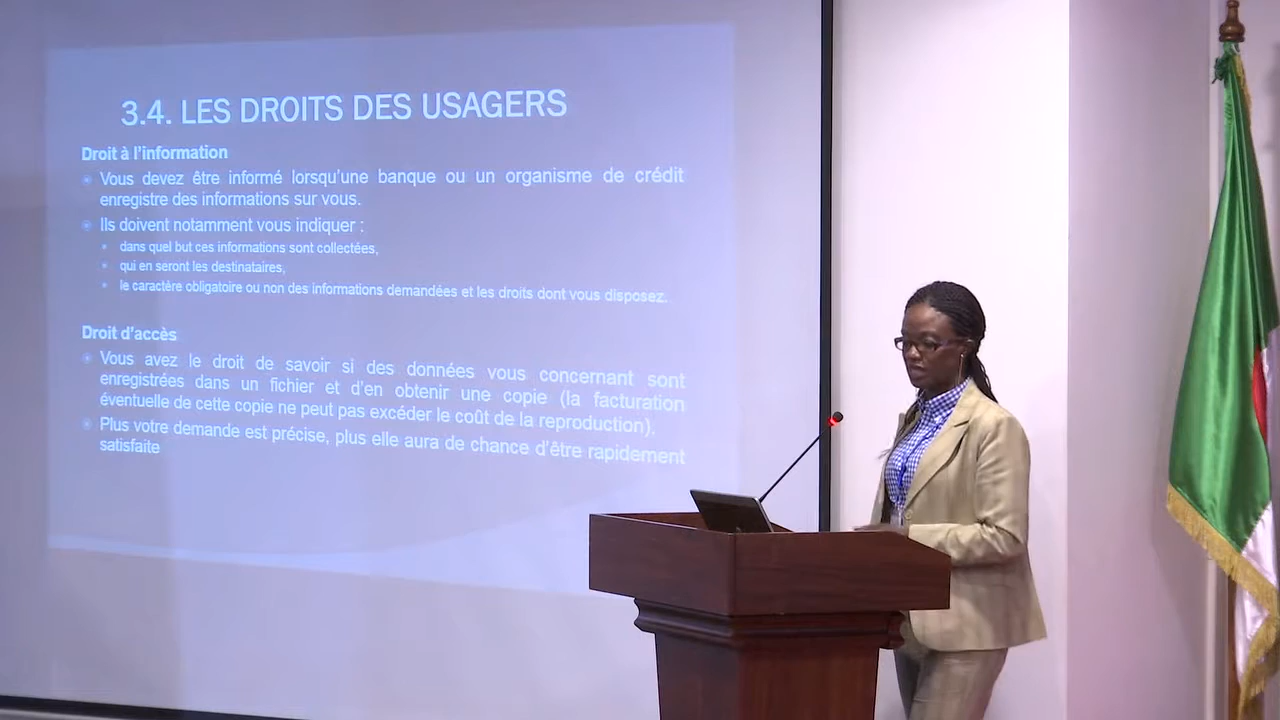 3.4. LES DROITS DES USAGERS
Droit à l'information
Vous devez être informé lorsqu'une banque ou un organisme de crédit
enregistre des informations sur vous.
Ils doivent notamment vous indiquer :
dans quel but ces informations sont collectées,
qui en seront les destinataires,
le caractère obligatoire ou non des informations demandées et les droits dont vous disposez.
Droit d'accès
Vous avez le droit de savoir si des données vous concernant sont
enregistrées dans un fichier et d'en obtenir une copie (la facturation
éventuelle de cette copie ne peut pas excéder le coût de la reproduction).
Plus votre demande est précise, plus elle aura de chance d'être rapidement
satisfaite